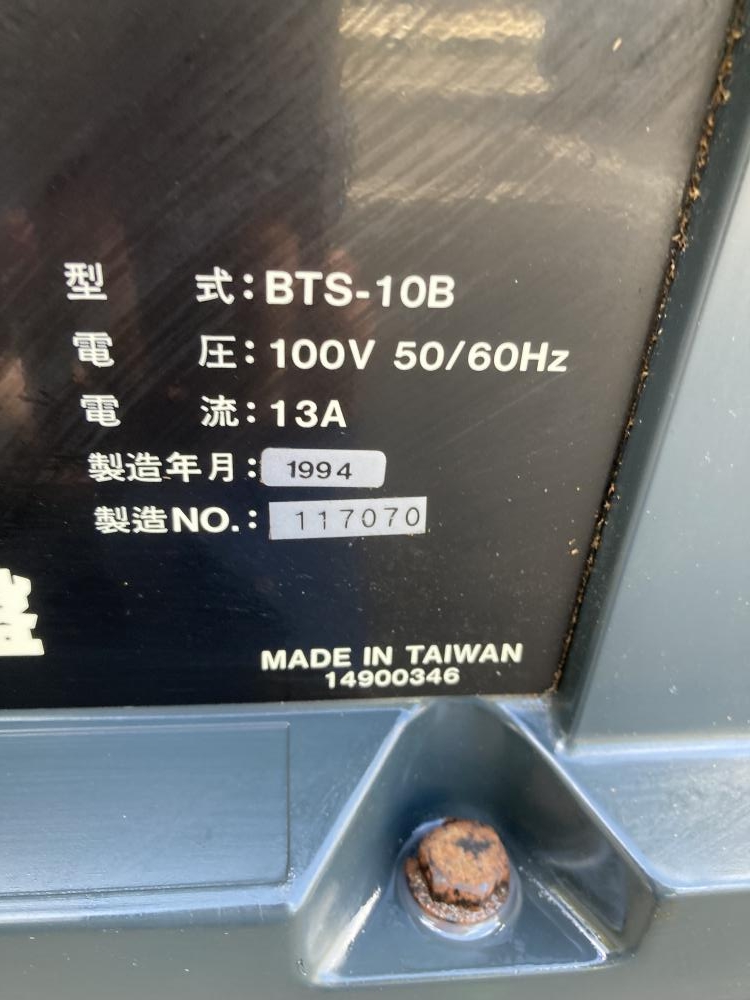 型式：BTS-10B
電圧：100V 50/60Hz
電流：13A
製造年月：1994
製造NO.：117070
MADE IN TAIWAN
14900346